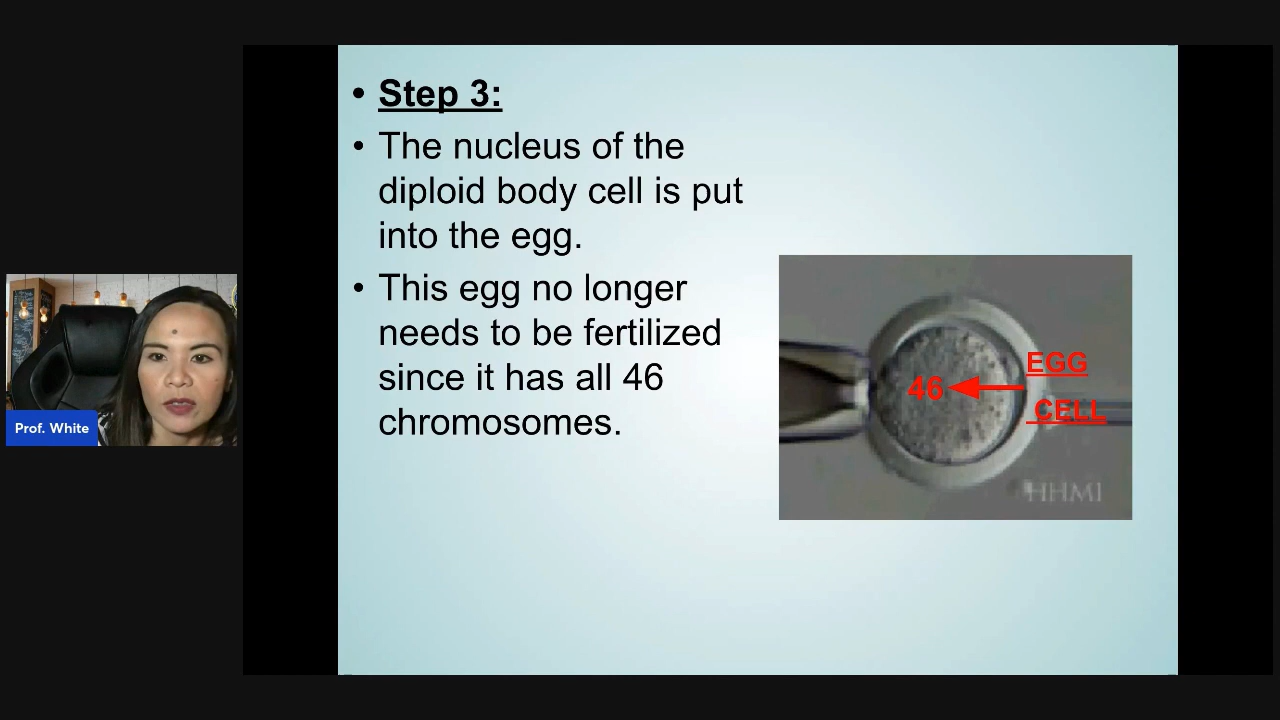 • Step 3:
• The nucleus of the
diploid body cell is put
into the egg.
• This egg no longer
needs to be fertilized
since it has all 46
chromosomes.
46
EGG
CELL
HHMI
Prof. White